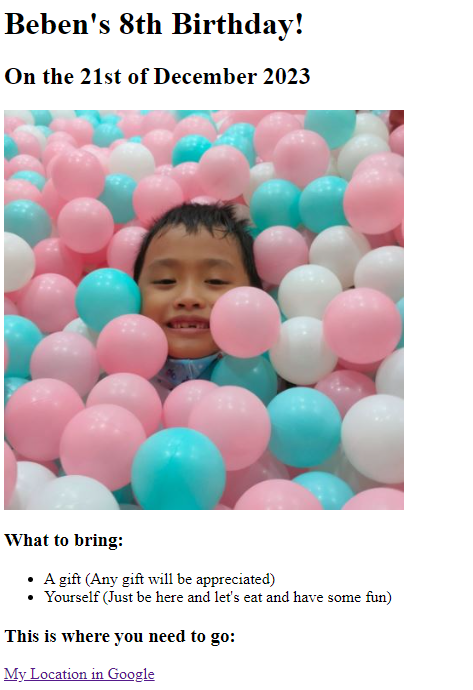 Beben's 8th Birthday!
On the 21st of December 2023
What to bring:
A gift (Any gift will be appreciated)
Yourself (Just be here and let's eat and have some fun)
This is where you need to go:
My Location in Google